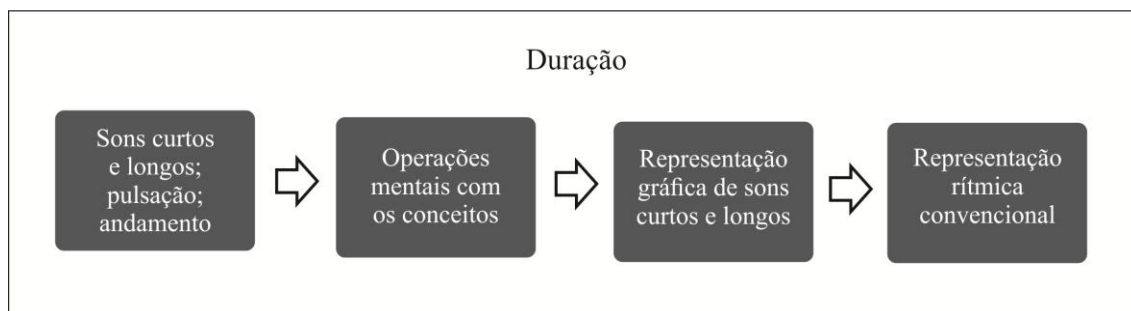 Duração
Sons curtos
e longos;
pulsação;
andamento
Operações
mentais com
os conceitos
Representação
gráfica de sons
curtos e longos
Representação
rítmica
convencional